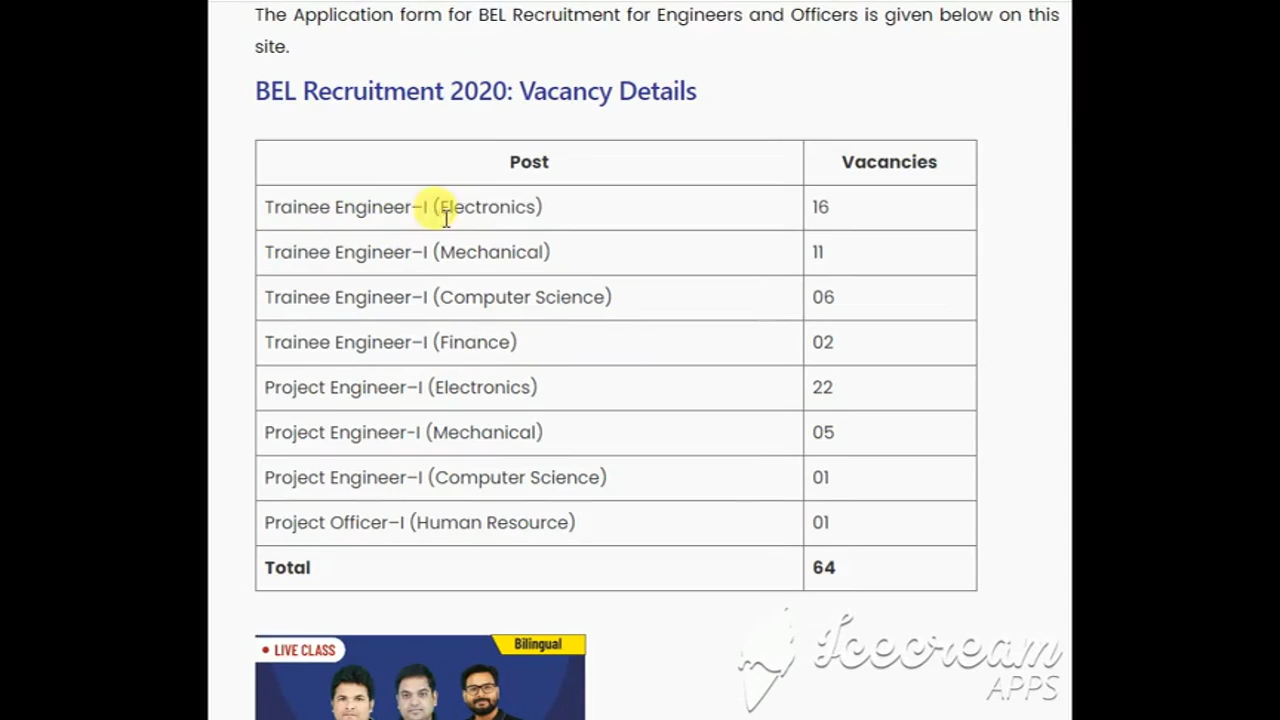 The Application form for BEL Recruitment for Engineers and Officers is given below on this
site.
BEL Recruitment 2020: Vacancy Details
Post Vacancies
Trainee Engineer–I (Electronics) 16
Trainee Engineer–I (Mechanical) 11
Trainee Engineer–I (Computer Science) 06
Trainee Engineer–I (Finance) 02
Project Engineer–I (Electronics) 22
Project Engineer-I (Mechanical) 05
Project Engineer–I (Computer Science) 01
Project Officer–I (Human Resource) 01
Total 64
LIVE CLASS
Bilingual
Icecream
APPS